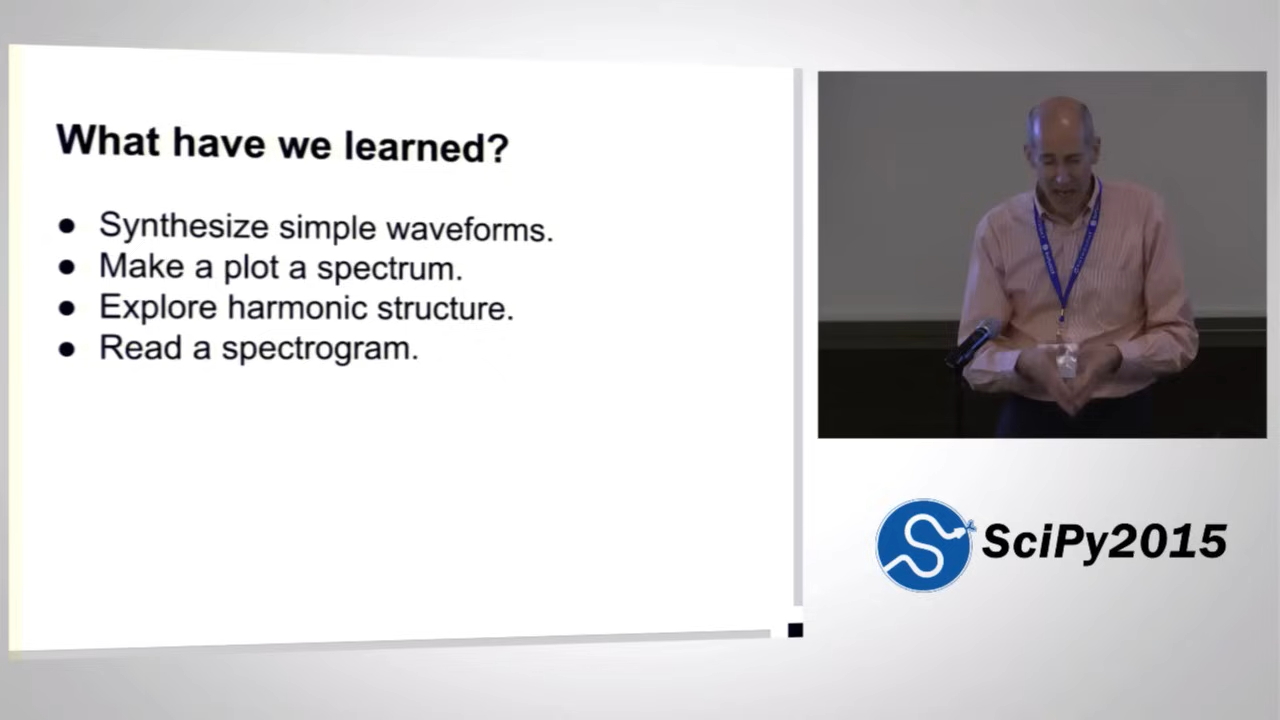 What have we learned?
● Synthesize simple waveforms.
● Make a plot a spectrum.
● Explore harmonic structure.
● Read a spectrogram.
SciPy2015